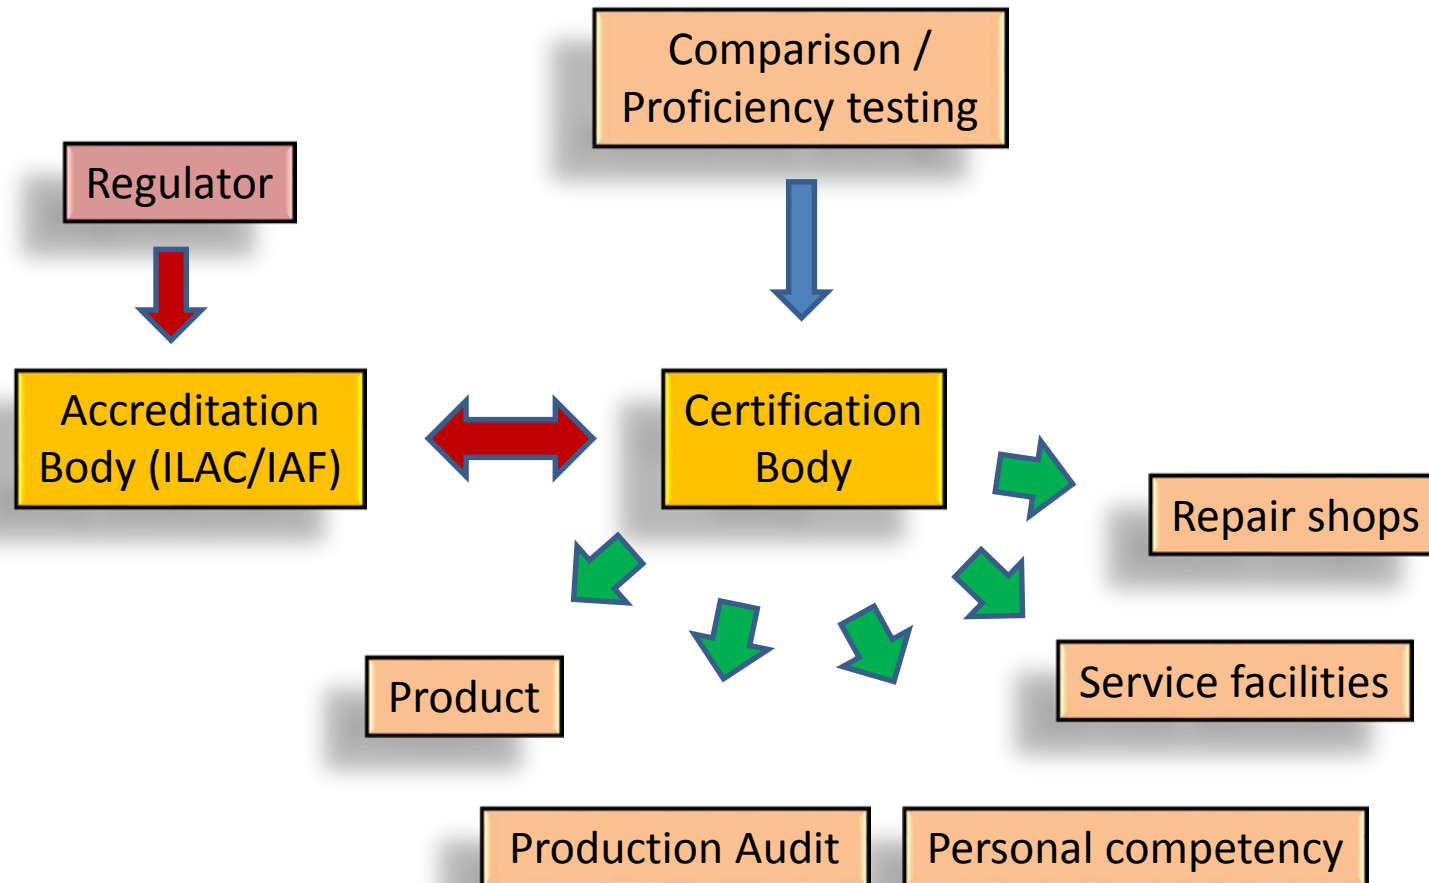 Comparison /
Proficiency testing
Regulator
Accreditation
Body (ILAC/IAF)
Certification
Body
Repair shops
Service facilities
Product
Production Audit
Personal competency